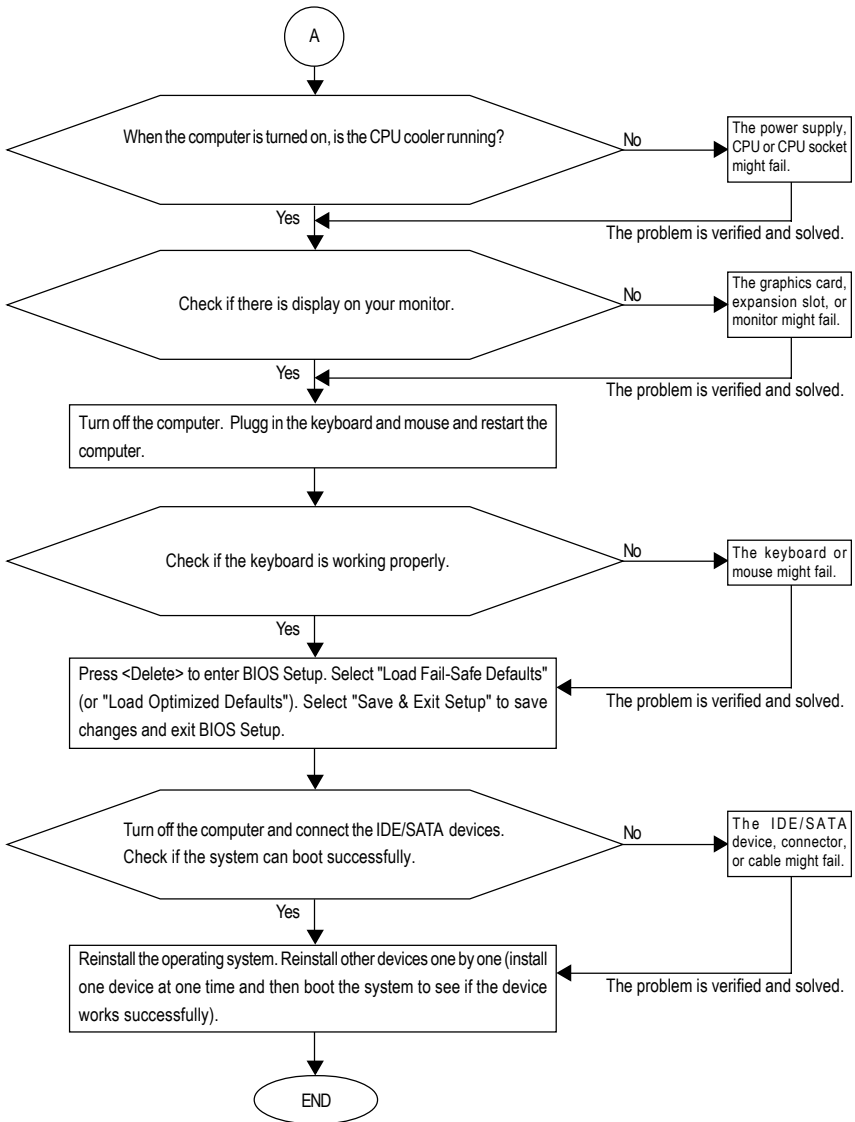 A
When the computer is turned on, is the CPU cooler running?
No
The power supply,
CPU or CPU socket
might fail.
Yes
The problem is verified and solved.
Check if there is display on your monitor.
No
The graphics card,
expansion slot, or
monitor might fail.
Yes
The problem is verified and solved.
Turn off the computer. Plugg in the keyboard and mouse and restart the
computer.
Check if the keyboard is working properly.
No
The keyboard or
mouse might fail.
Yes
Press <Delete> to enter BIOS Setup. Select "Load Fail-Safe Defaults"
(or "Load Optimized Defaults"). Select "Save & Exit Setup" to save
changes and exit BIOS Setup.
The problem is verified and solved.
Turn off the computer and connect the IDE/SATA devices.
Check if the system can boot successfully.
No
The IDE/SATA
device, connector,
or cable might fail.
Yes
Reinstall the operating system. Reinstall other devices one by one (install
one device at one time and then boot the system to see if the device
works successfully).
The problem is verified and solved.
END